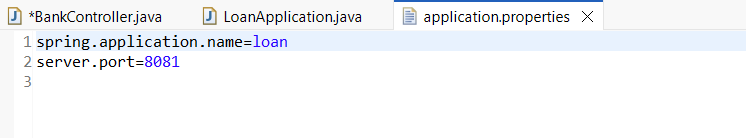 *BankController.java LoanApplication.java application.properties
1 spring.application.name=loan
2 server.port=8081
3